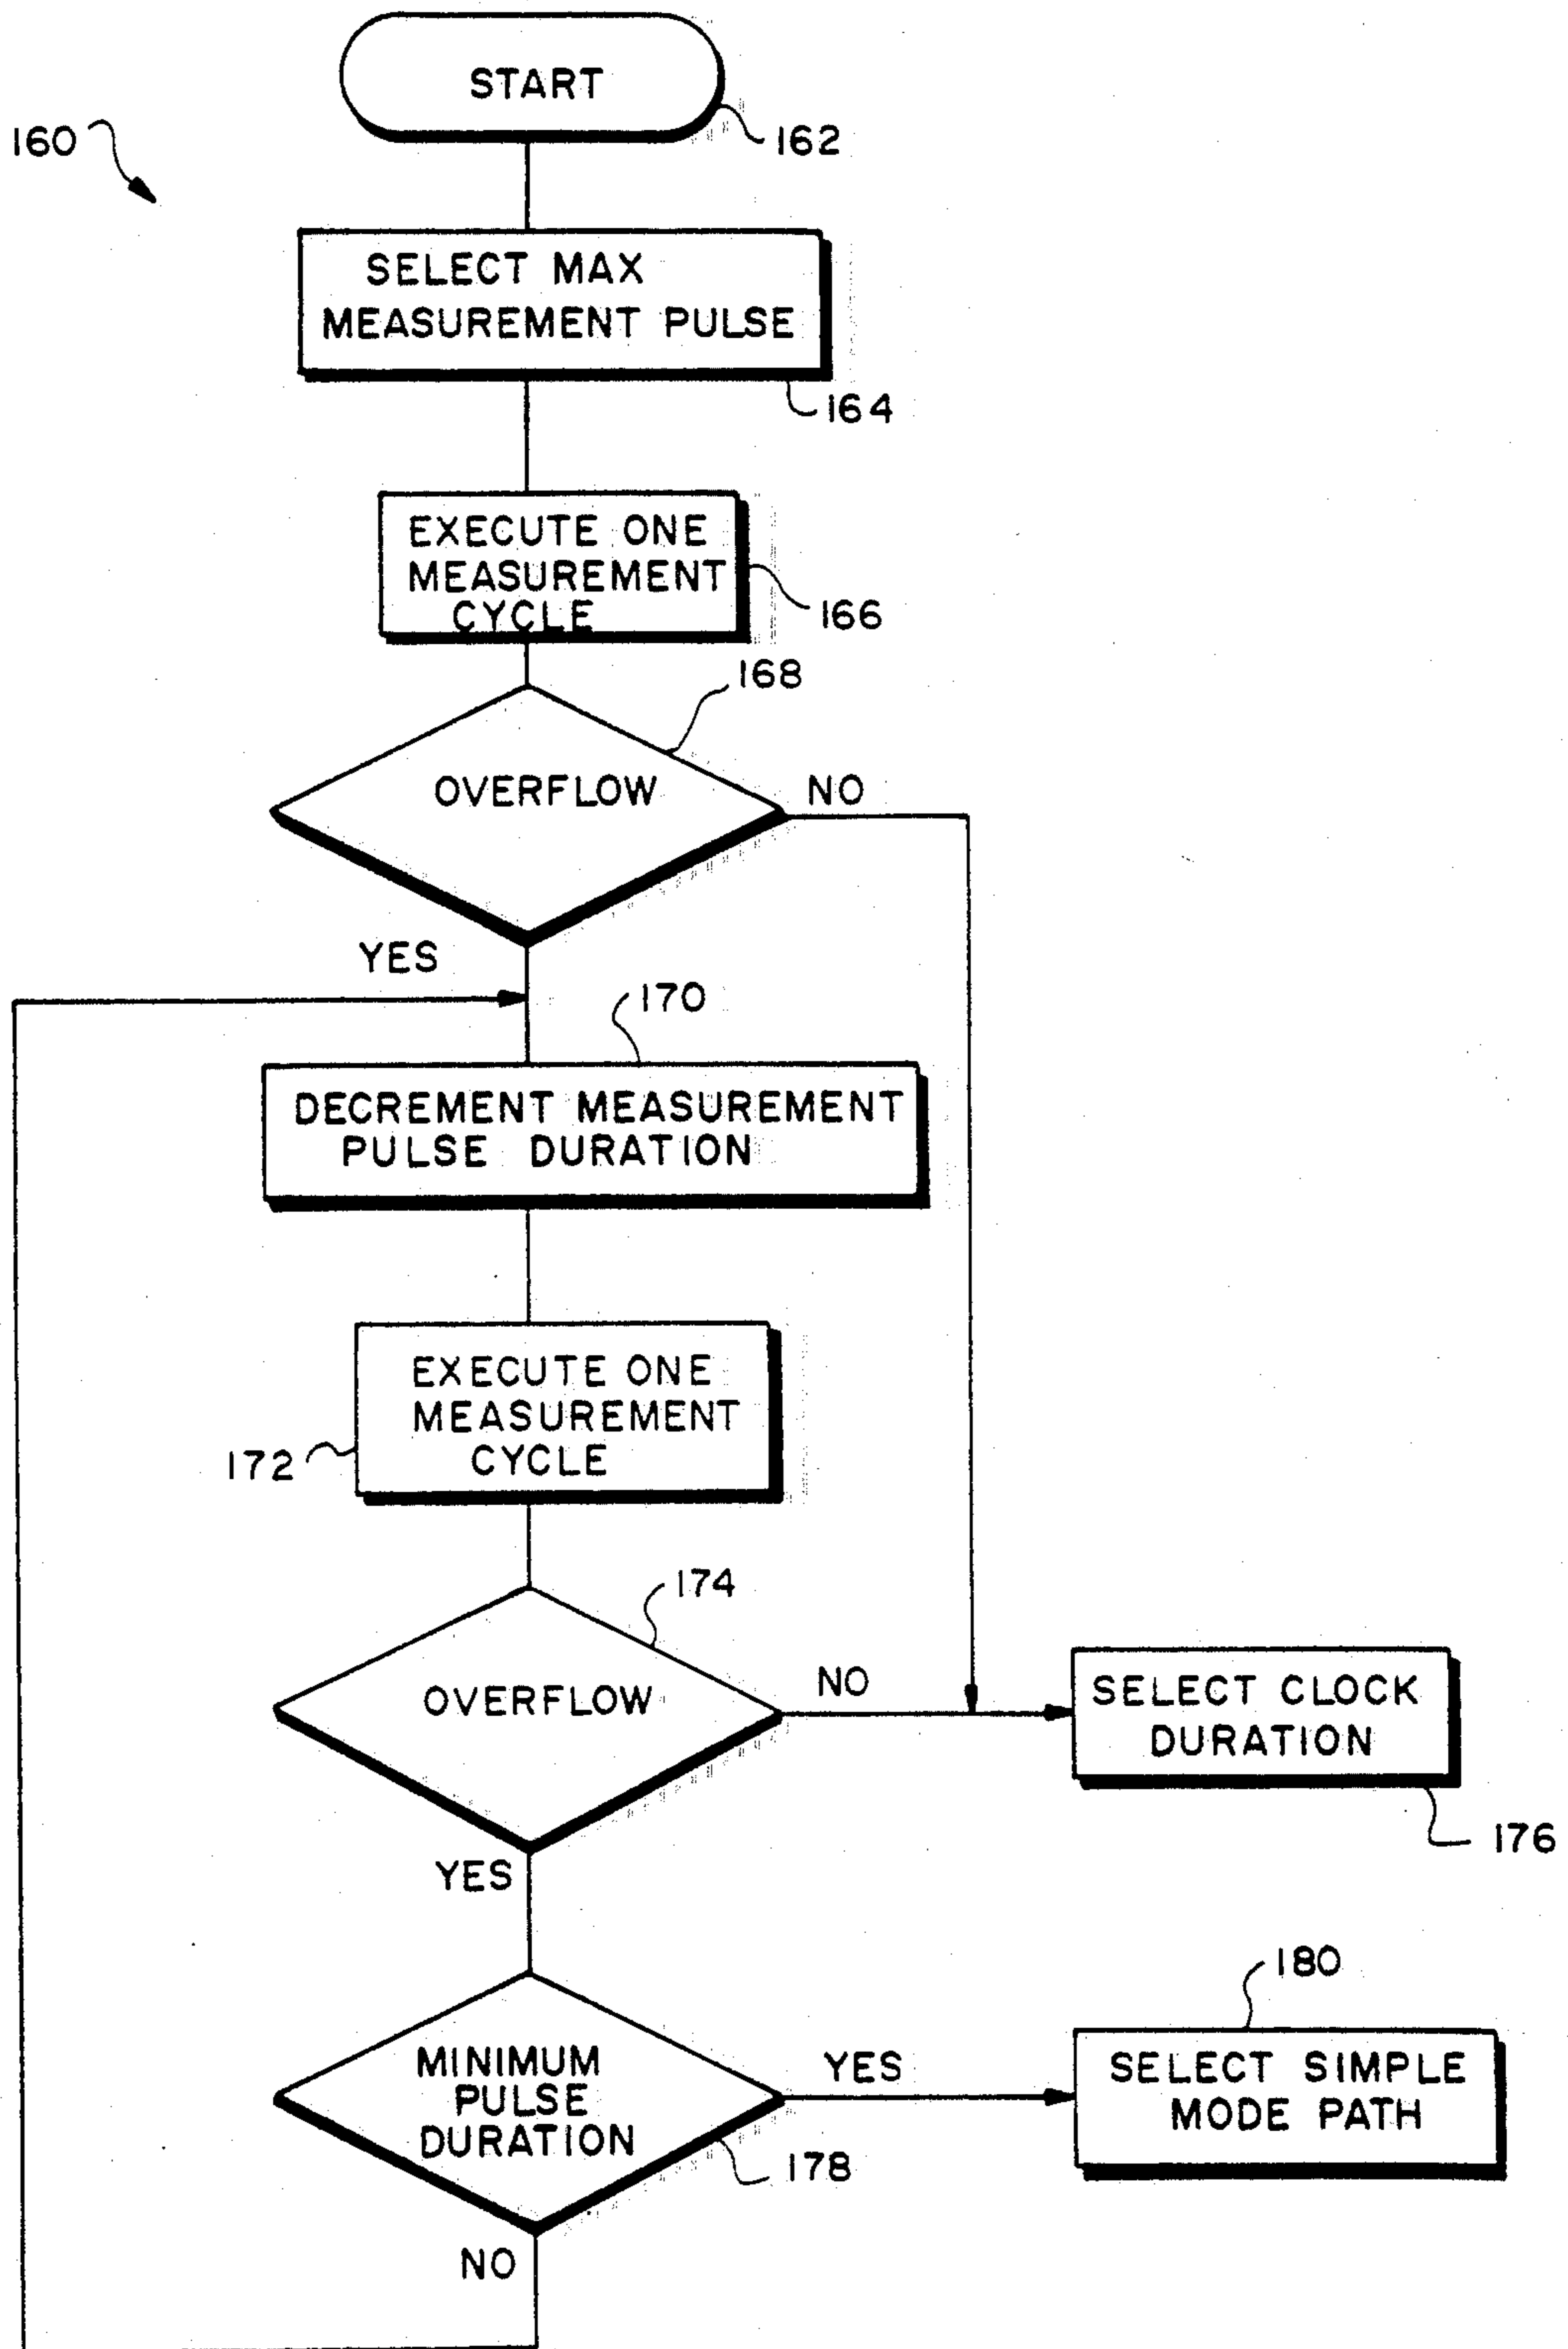 START
160
162
SELECT MAX
MEASUREMENT PULSE
164
EXECUTE ONE
MEASUREMENT
CYCLE
166
168
OVERFLOW
NO
YES
170
DECREMENT MEASUREMENT
PULSE DURATION
EXECUTE ONE
MEASUREMENT
CYCLE
172
174
OVERFLOW
NO
SELECT CLOCK
DURATION
176
YES
180
MINIMUM
PULSE
DURATION
YES
SELECT SIMPLE
MODE PATH
178
NO